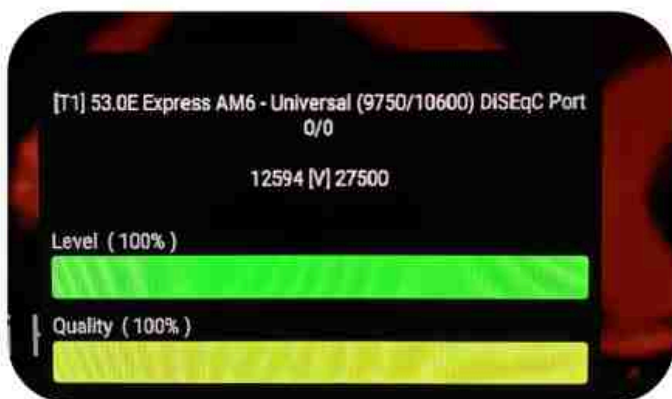 [T1] 53.0E Express AM6 - Universal (9750/10600) DiSEqC Port
0/0
12594 [V] 27500
Level ( 100% )
Quality ( 100% )